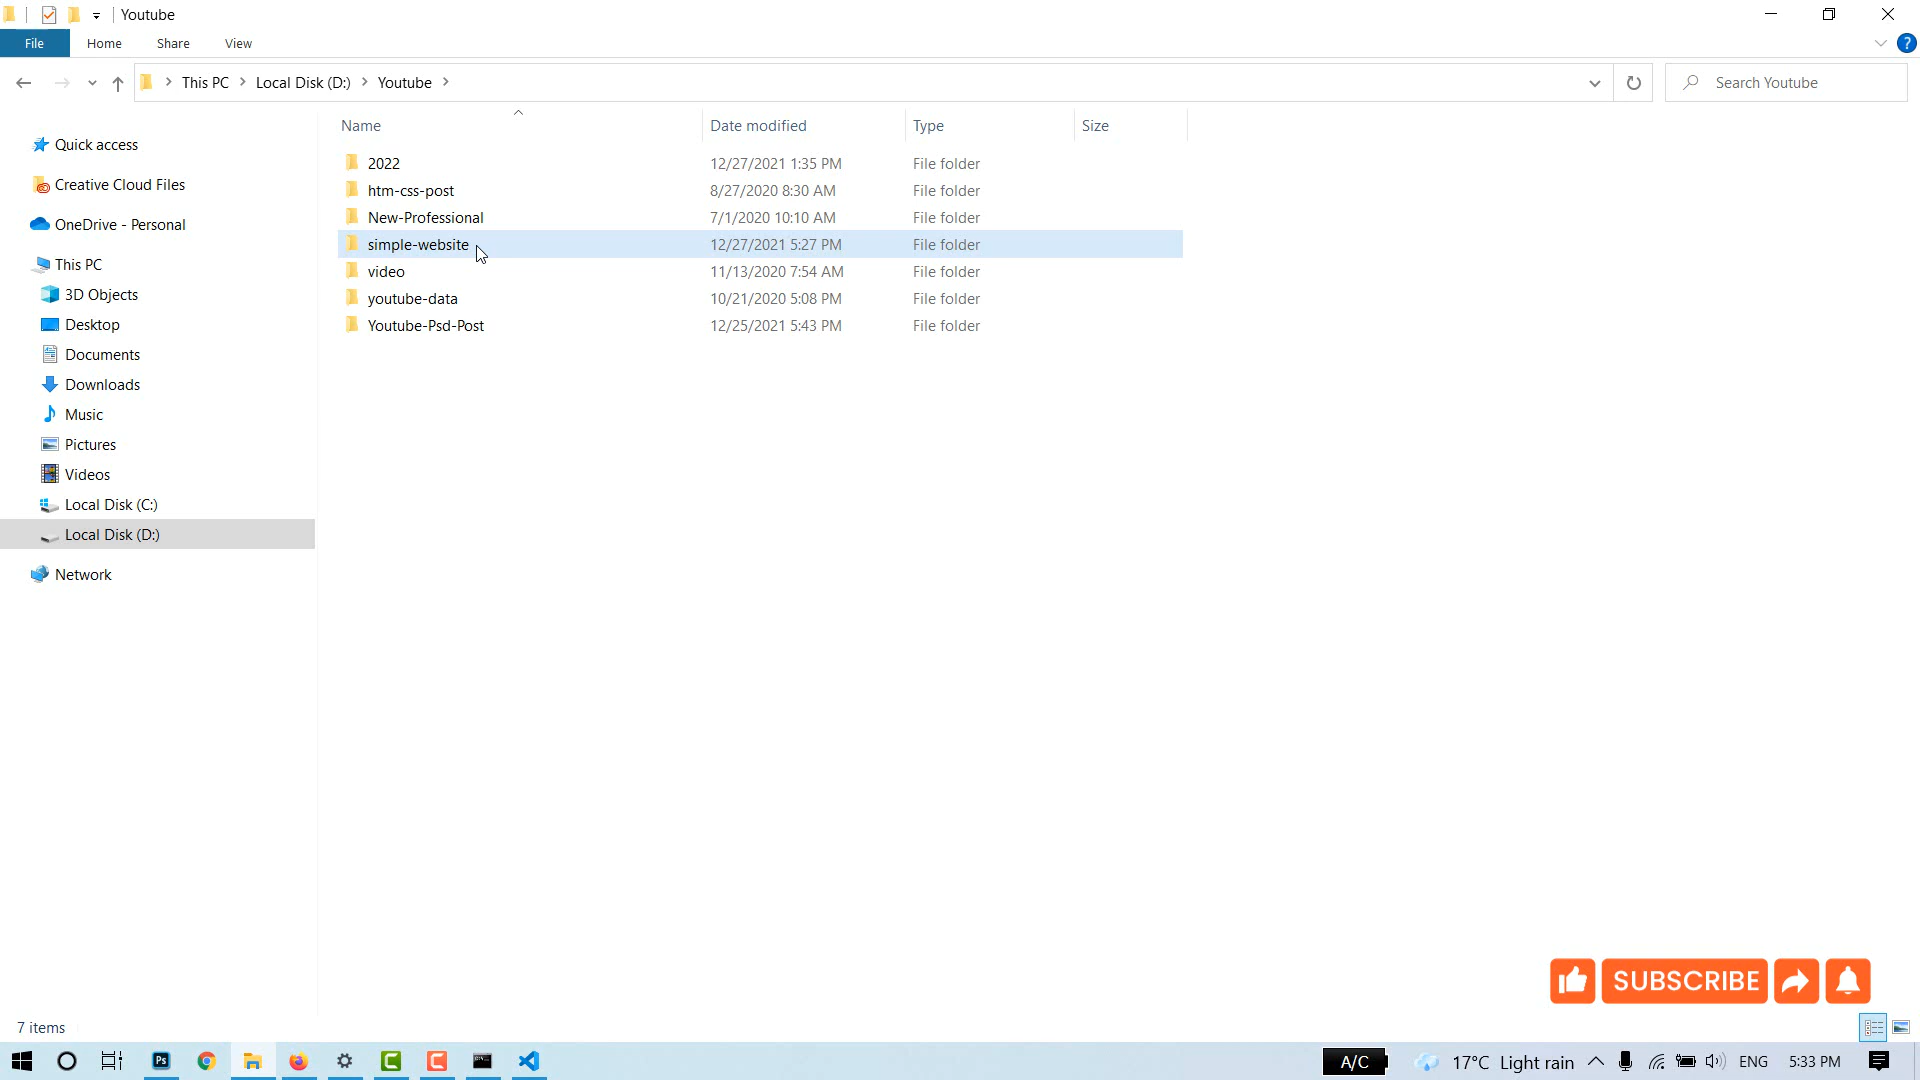 Youtube
File Home Share View
This PC Local Disk (D:) Youtube
Search Youtube
Name Date modified Type Size
Quick access
Creative Cloud Files
OneDrive - Personal
This PC
3D Objects
Desktop
Documents
Downloads
Music
Pictures
Videos
Local Disk (C:)
Local Disk (D:)
Network
2022 12/27/2021 1:35 PM File folder
htm-css-post 8/27/2020 8:30 AM File folder
New-Professional 7/1/2020 10:10 AM File folder
simple-website 12/27/2021 5:27 PM File folder
video 11/13/2020 7:54 AM File folder
youtube-data 10/21/2020 5:08 PM File folder
Youtube-Psd-Post 12/25/2021 5:43 PM File folder
SUBSCRIBE
7 items
Ps
A/C 17°C Light rain ENG 5:33 PM